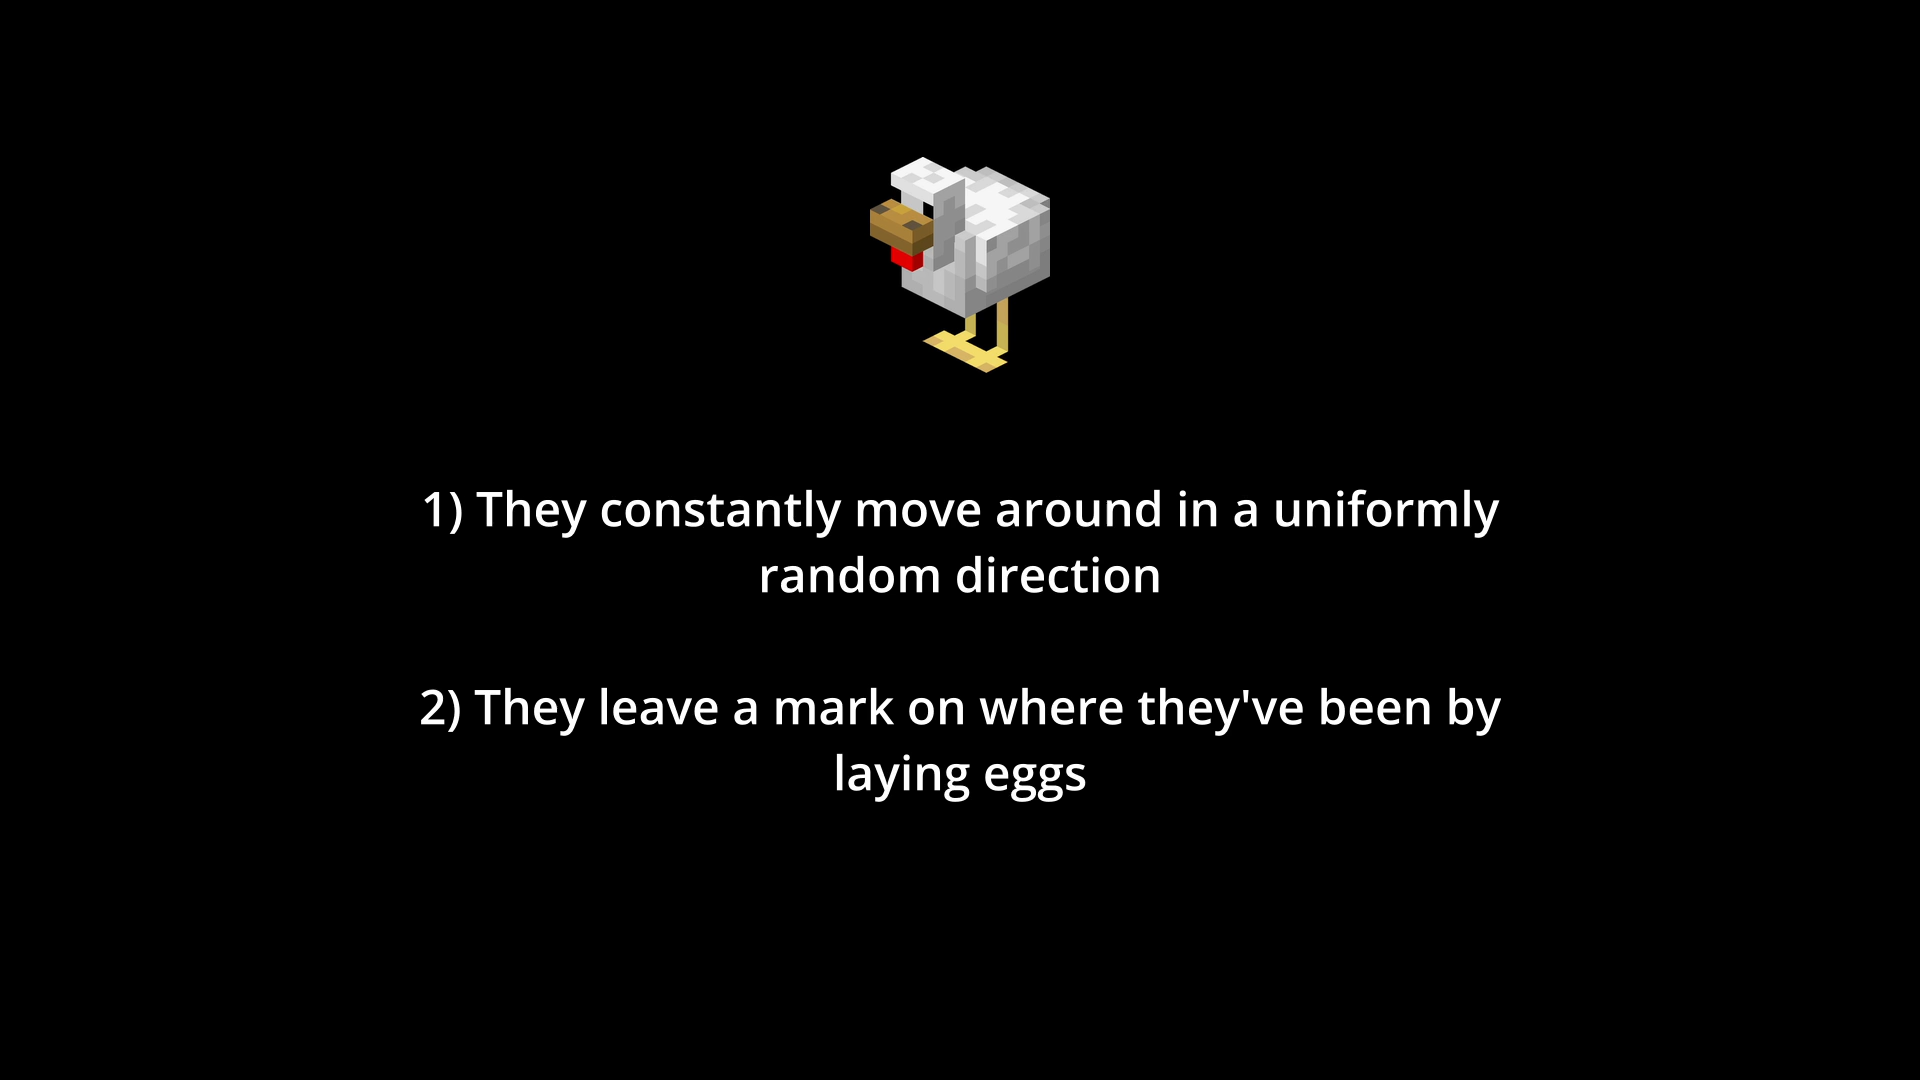 1) They constantly move around in a uniformly
random direction
2) They leave a mark on where they've been by
laying eggs